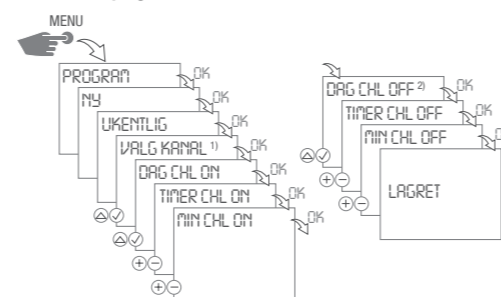 MENU
PROGRAM
OK
NY
OK
UKENTLIG
OK
VALG KANAL 1)
OK
DAG CHL ON
OK
TIMER CHL ON
OK
MIN CHL ON
OK
DAG CHL OFF 2)
OK
TIMER CHL OFF
OK
MIN CHL OFF
LAGRET